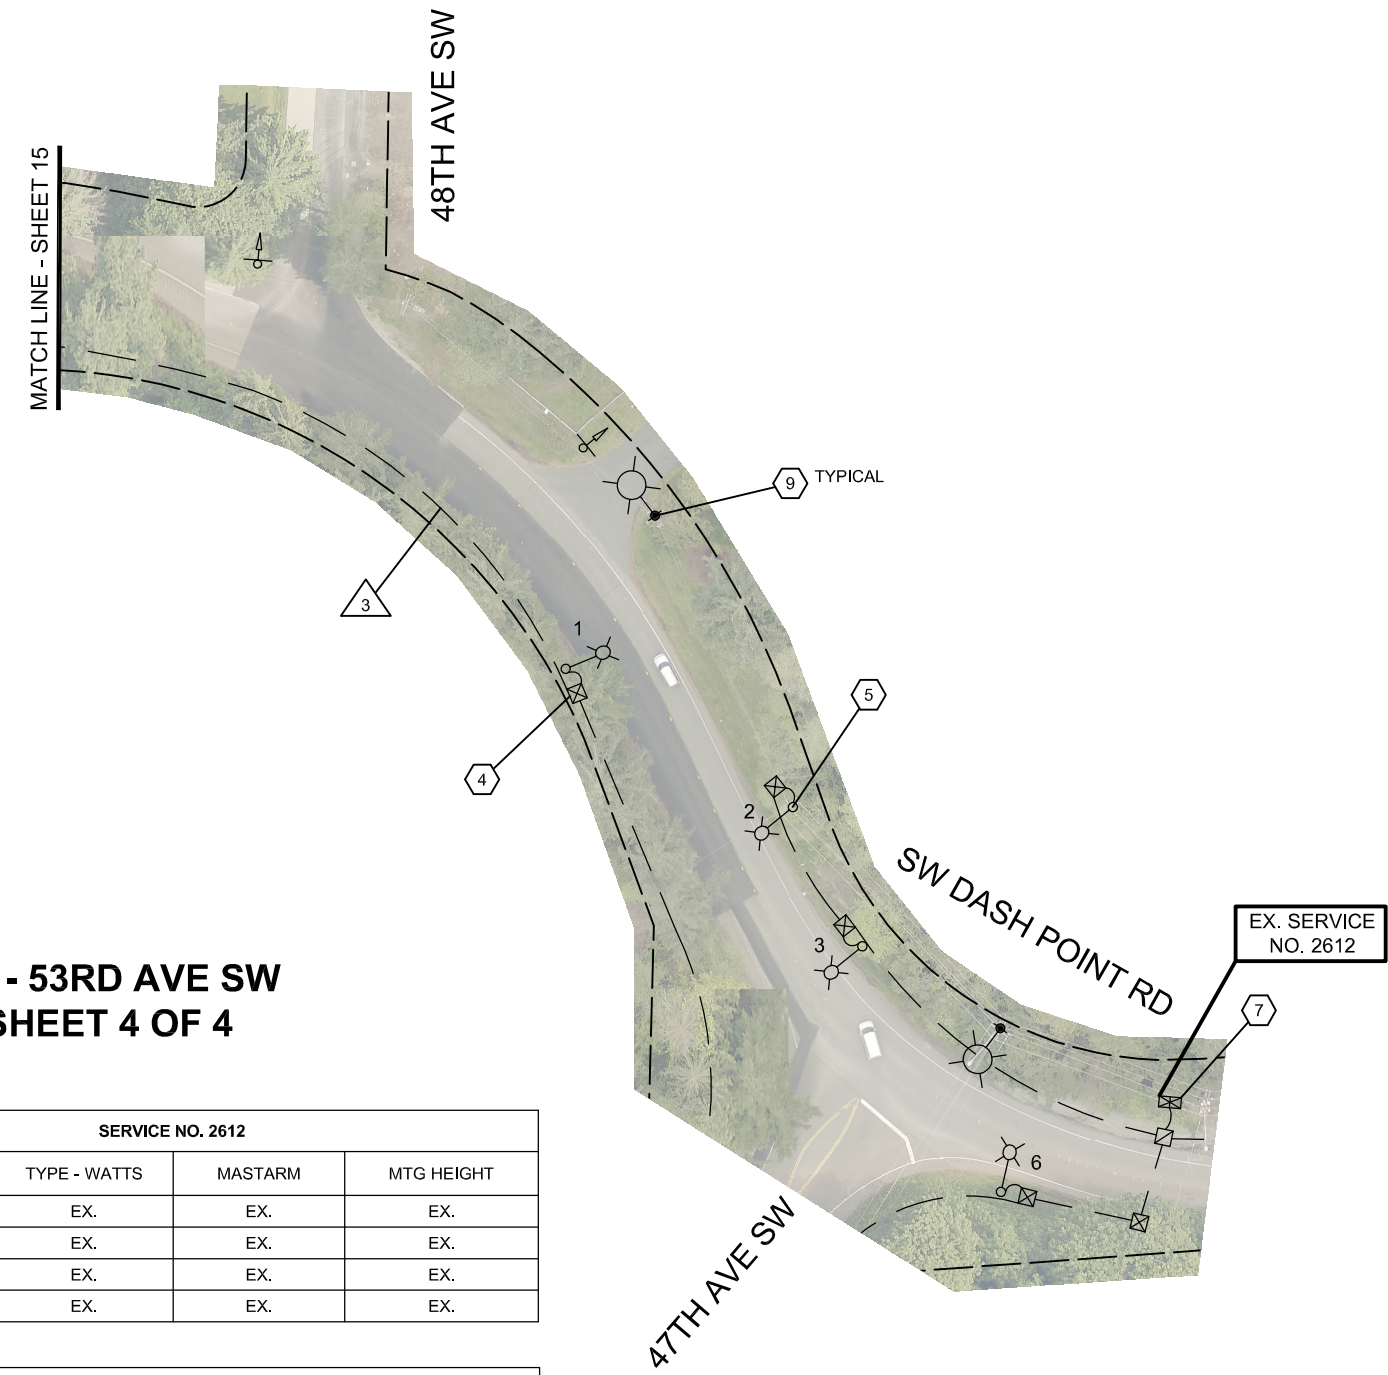 48TH AVE SW
MATCH LINE - SHEET 15
9 TYPICAL
3
1
5
4
2
SW DASH POINT RD
3
EX. SERVICE
NO. 2612
7
- 53RD AVE SW
SHEET 4 OF 4
6
47TH AVE SW
SERVICE NO. 2612
TYPE - WATTS MASTARM MTG HEIGHT
EX. EX. EX.
EX. EX. EX.
EX. EX. EX.
EX. EX. EX.